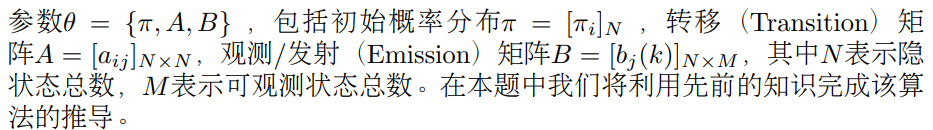 参数θ = {π, A, B} ，包括初始概率分布π = [πᵢ]_N ，转移（Transition）矩
阵A = [aᵢⱼ]_{N×N}，观测/发射（Emission）矩阵B = [bⱼ(k)]_{N×M}，其中N表示隐
状态总数，M表示可观测状态总数。在本题中我们将利用先前的知识完成该算
法的推导。